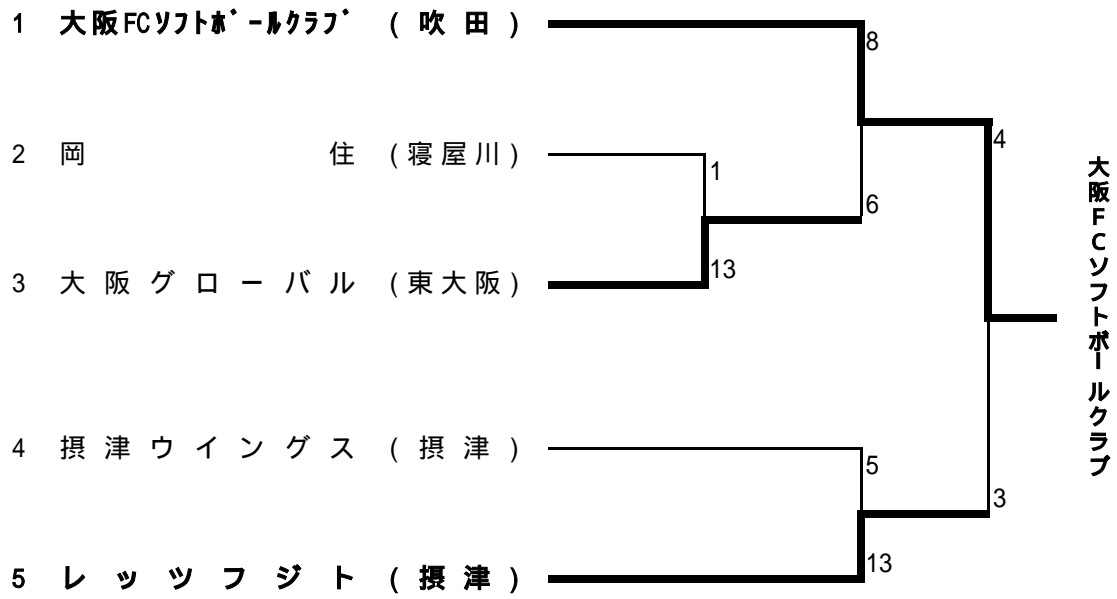 1 大阪FCソフトボールクラブ (吹田)
8
4
2 岡住 (寝屋川)
1
6
3 大阪グローバル (東大阪)
13
大阪FCソフトボールクラブ
4 摂津ウイングス (摂津)
5
3
5 レッツフジト (摂津)
13